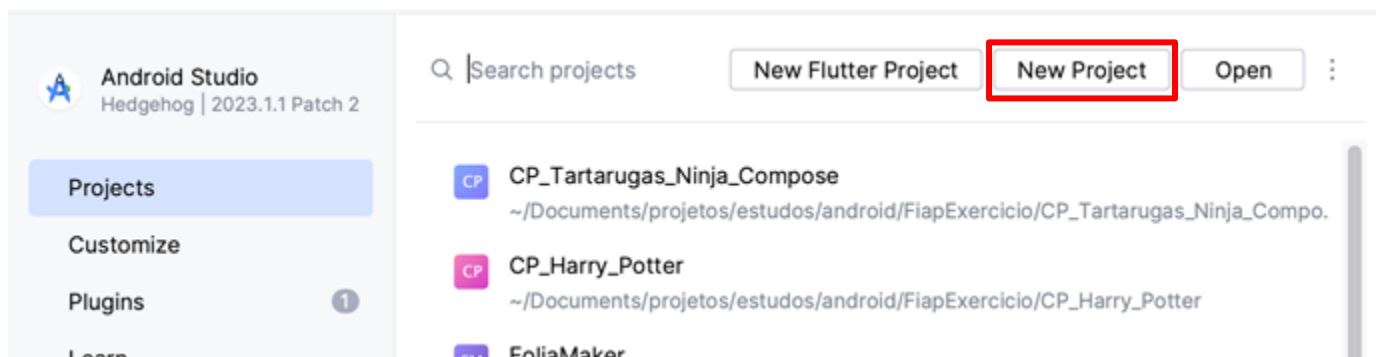 Android Studio
Hedgehog | 2023.1.1 Patch 2
Projects
Customize
Plugins
1
Learn
Search projects
New Flutter Project
New Project
Open
CP
CP_Tartarugas_Ninja_Compose
~/Documents/projetos/estudos/android/FiapExercicio/CP_Tartarugas_Ninja_Compo.
CP
CP_Harry_Potter
~/Documents/projetos/estudos/android/FiapExercicio/CP_Harry_Potter
FoliaMaker